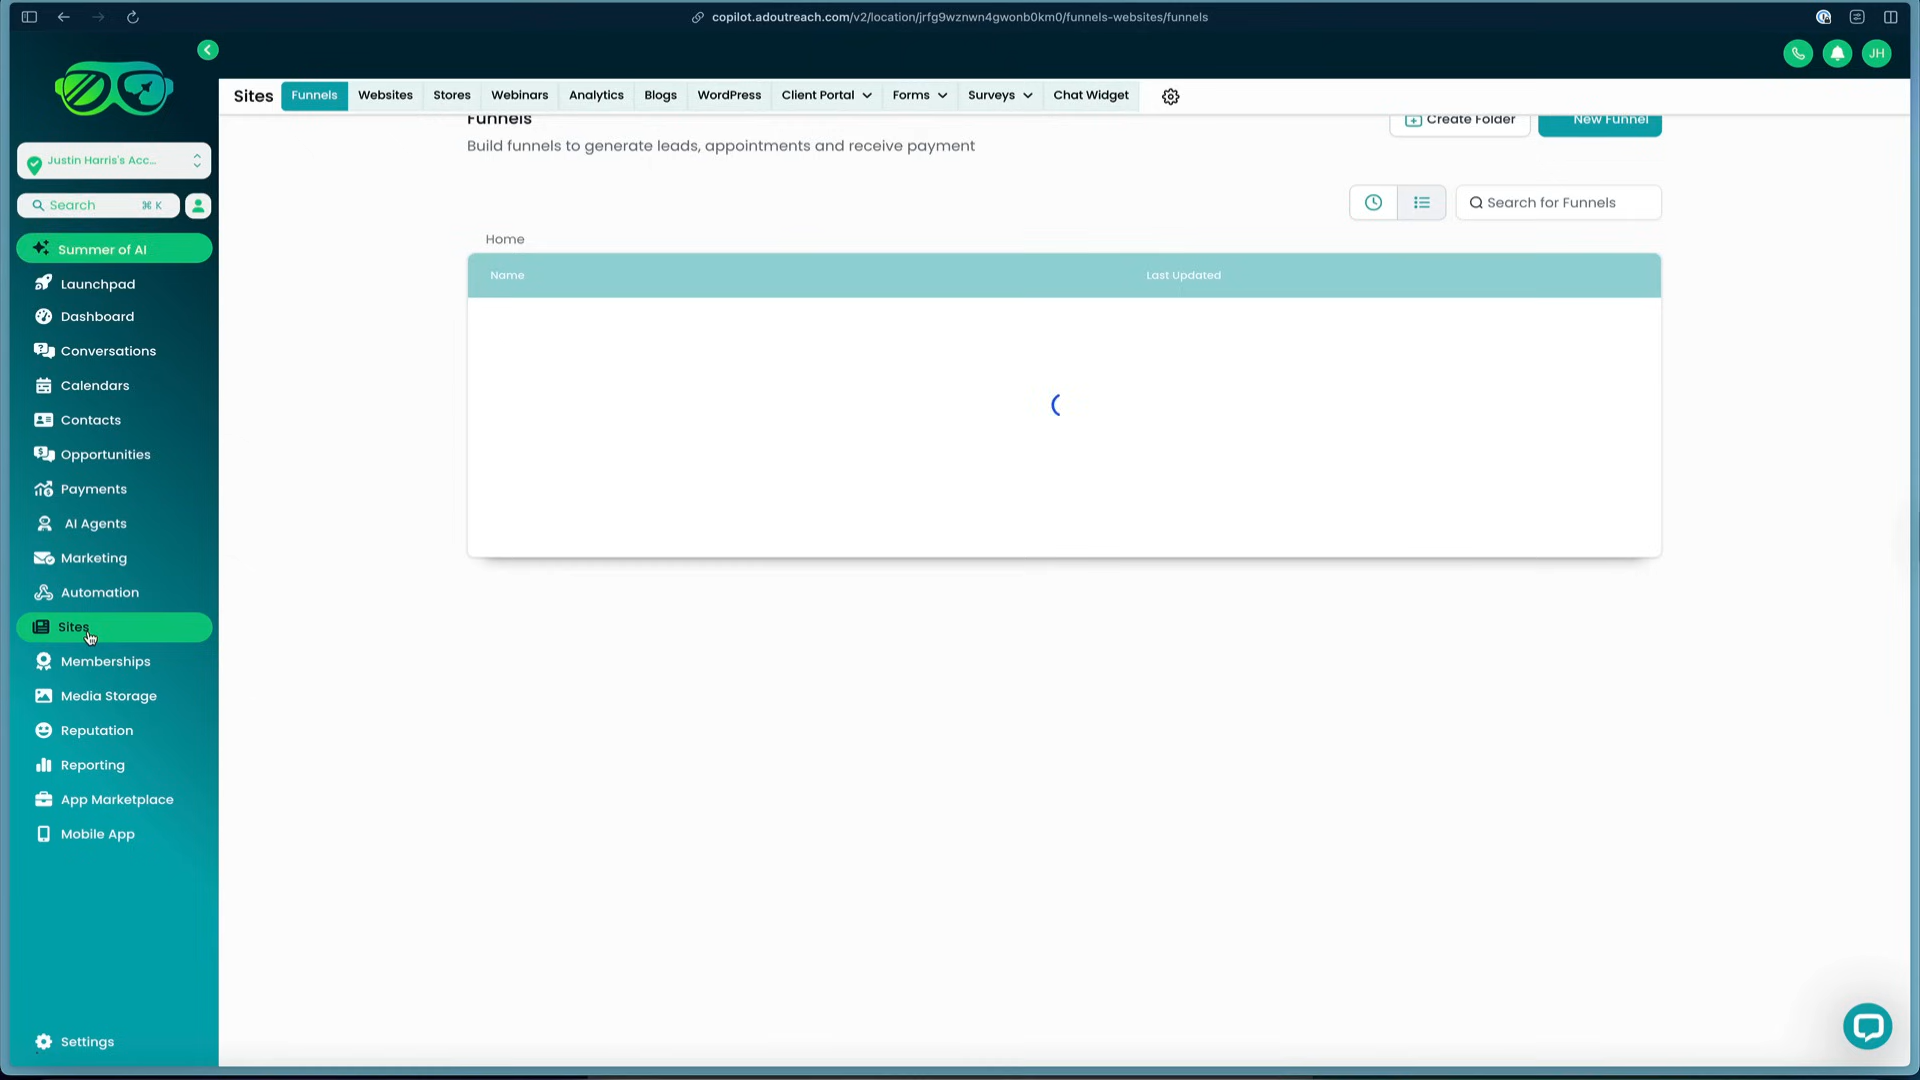 copilot.adoutreach.com/v2/location/jrfg9wznwn4gwonb0km0/funnels-websites/funnels
JH
Sites
Funnels
Websites
Stores
Webinars
Analytics
Blogs
WordPress
Client Portal
Forms
Surveys
Chat Widget
Justin Harris's Acc...
Search
⌘ K
Summer of AI
Launchpad
Dashboard
Conversations
Calendars
Contacts
Opportunities
Payments
AI Agents
Marketing
Automation
Sites
Memberships
Media Storage
Reputation
Reporting
App Marketplace
Mobile App
Settings
Funnels
Build funnels to generate leads, appointments and receive payment
Create Folder
New Funnel
Search for Funnels
Home
Name
Last Updated